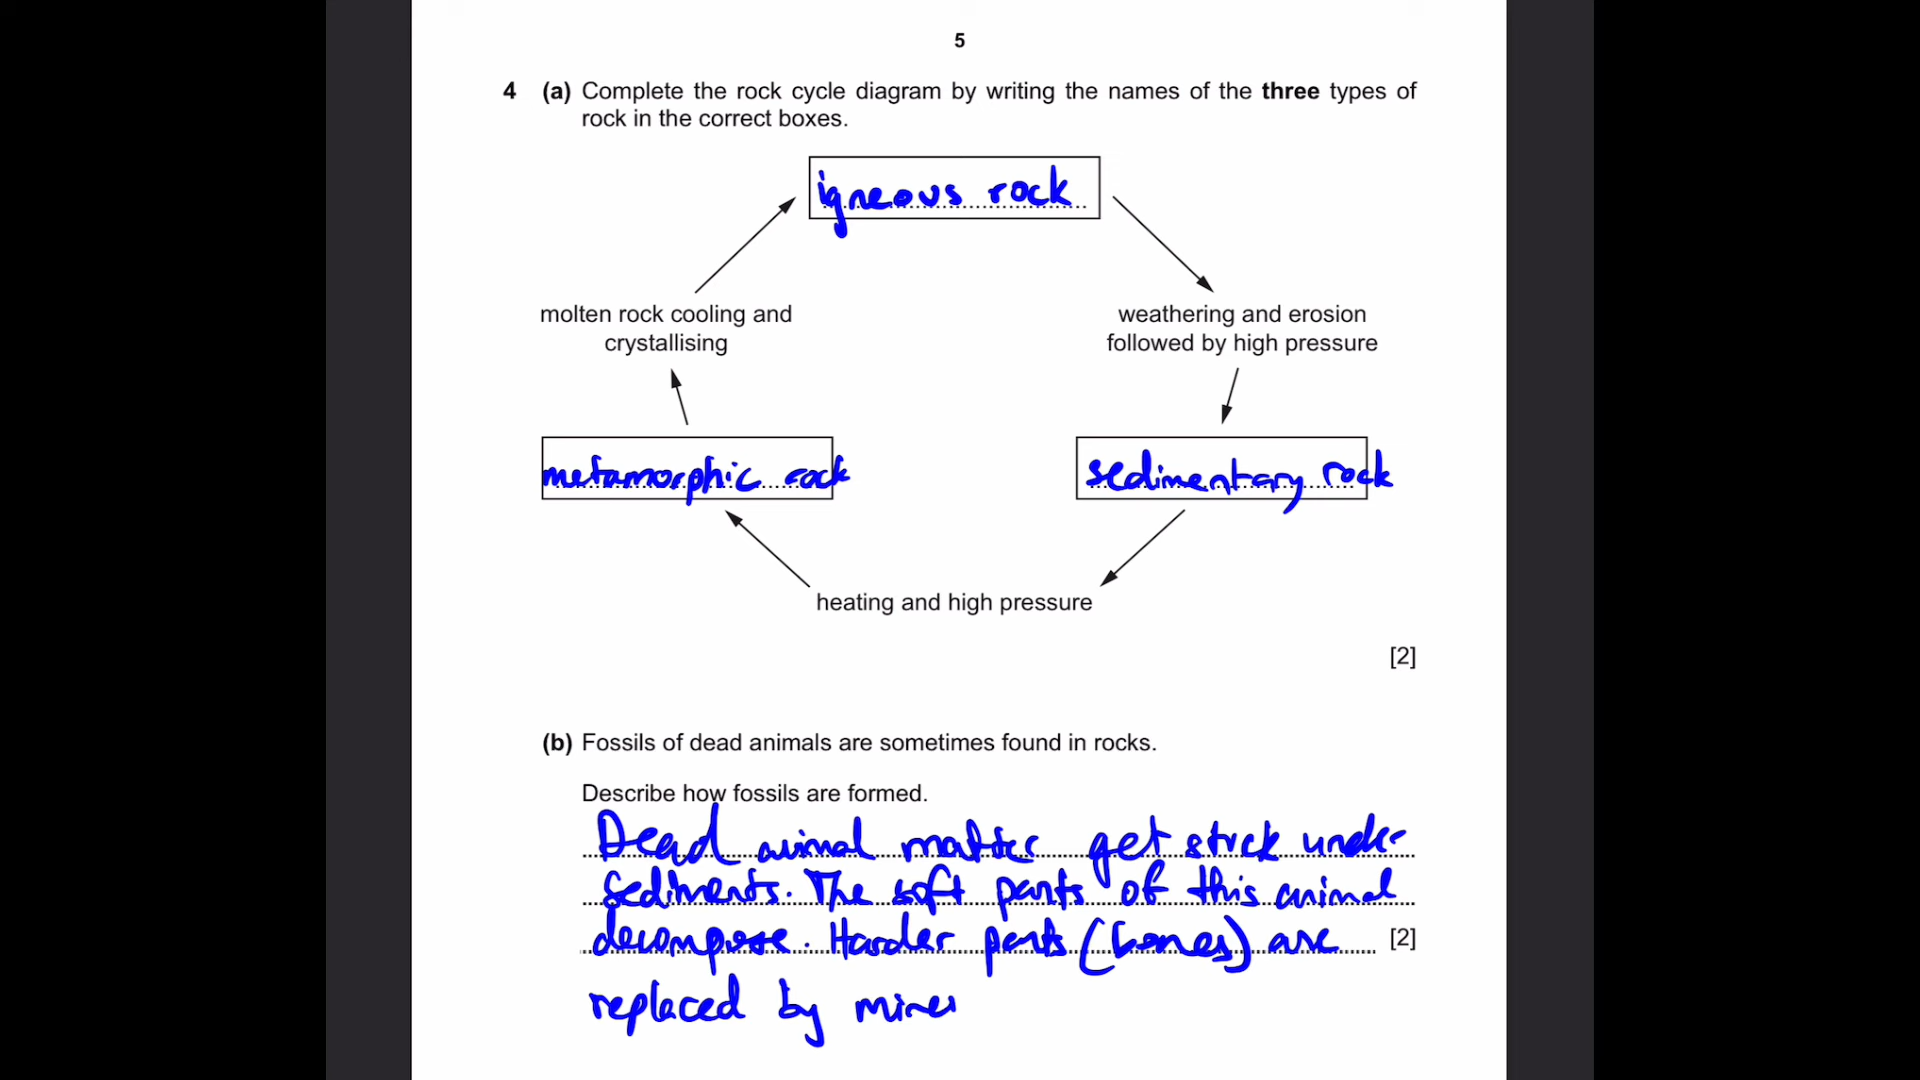 5
4 (a) Complete the rock cycle diagram by writing the names of the three types of
rock in the correct boxes.
igneous rock
molten rock cooling and
crystallising
weathering and erosion
followed by high pressure
metamorphic rock
sedimentary rock
heating and high pressure
[2]
(b) Fossils of dead animals are sometimes found in rocks.
Describe how fossils are formed.
Dead animal matter get stuck under
sediments. The soft parts of this animal
decompose. Harder parts (bones) are [2]
replaced by miner